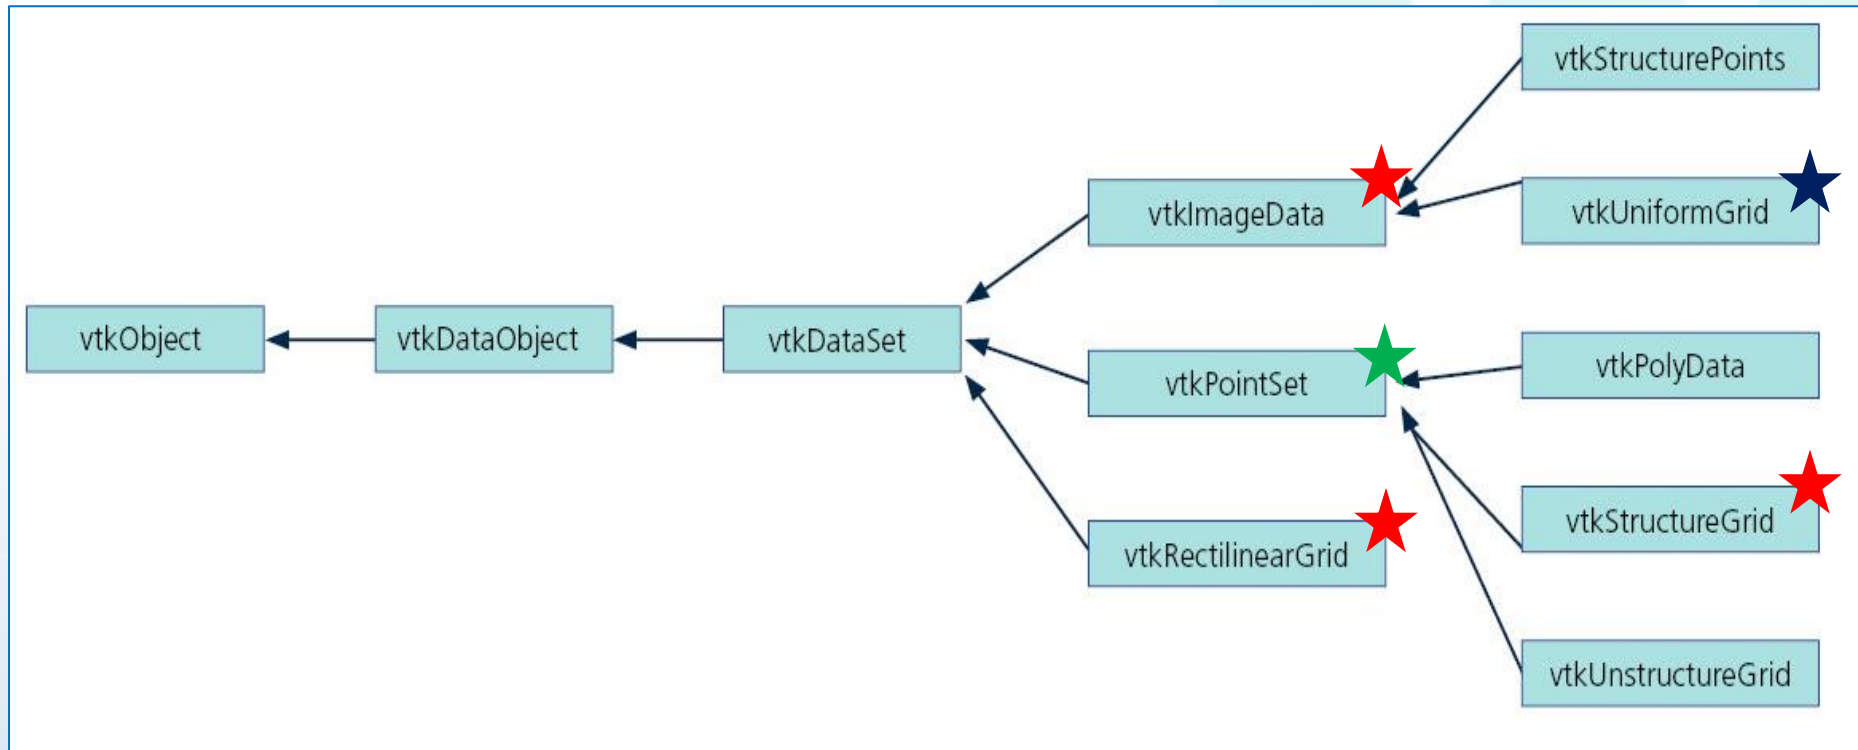 vtkStructurePoints
vtkImageData
vtkUniformGrid
vtkObject
vtkDataObject
vtkDataSet
vtkPointSet
vtkPolyData
vtkRectilinearGrid
vtkStructureGrid
vtkUnstructureGrid